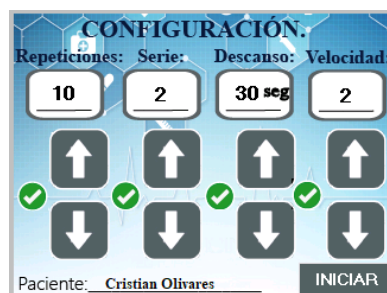 CONFIGURACIÓN.
Repeticiones: Serie: Descanso: Velocidad:
10 2 30 seg 2
Paciente: Cristian Olivares INICIAR